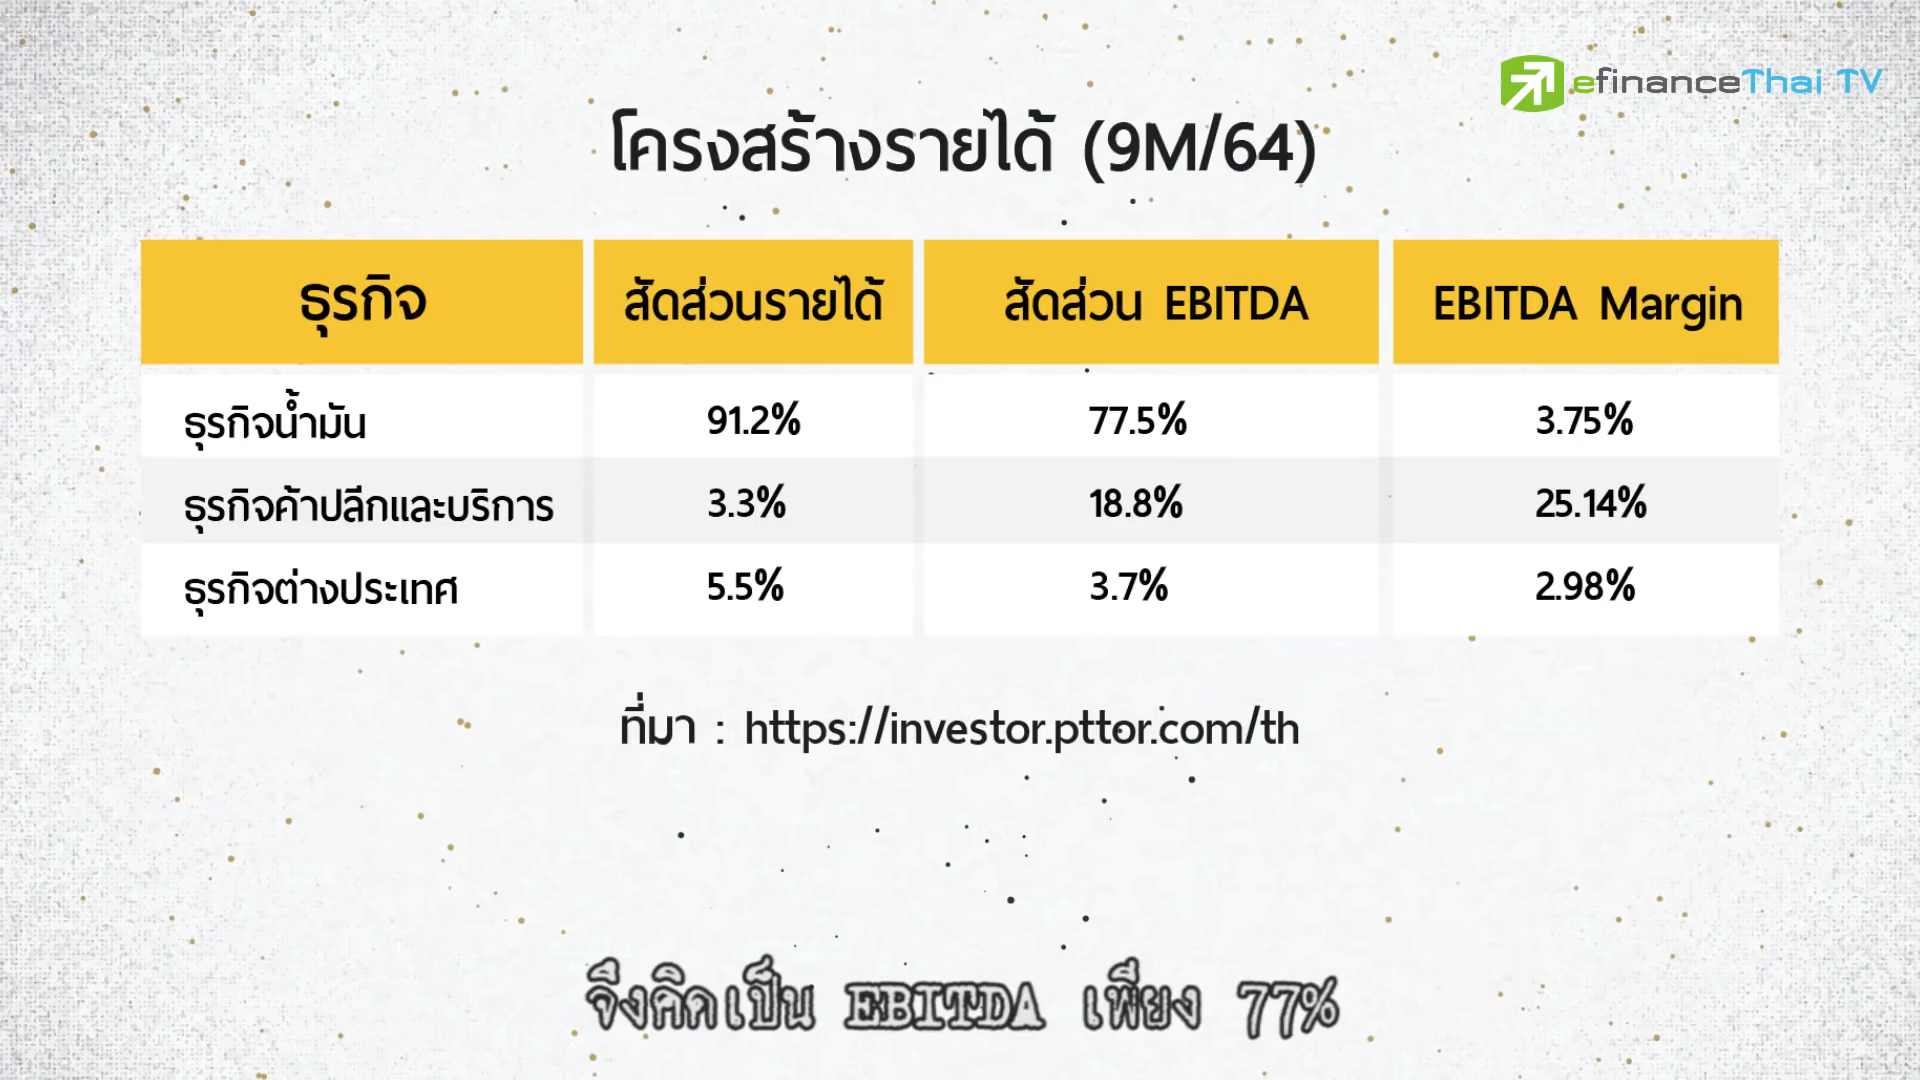 efinanceThai TV
โครงสร้างรายได้ (9M/64)
ธุรกิจ สัดส่วนรายได้ สัดส่วน EBITDA EBITDA Margin
ธุรกิจน้ำมัน 91.2% 77.5% 3.75%
ธุรกิจค้าปลีกและบริการ 3.3% 18.8% 25.14%
ธุรกิจต่างประเทศ 5.5% 3.7% 2.98%
ที่มา : https://investor.pttor.com/th
จึงคิดเป็น EBITDA เพียง 77%